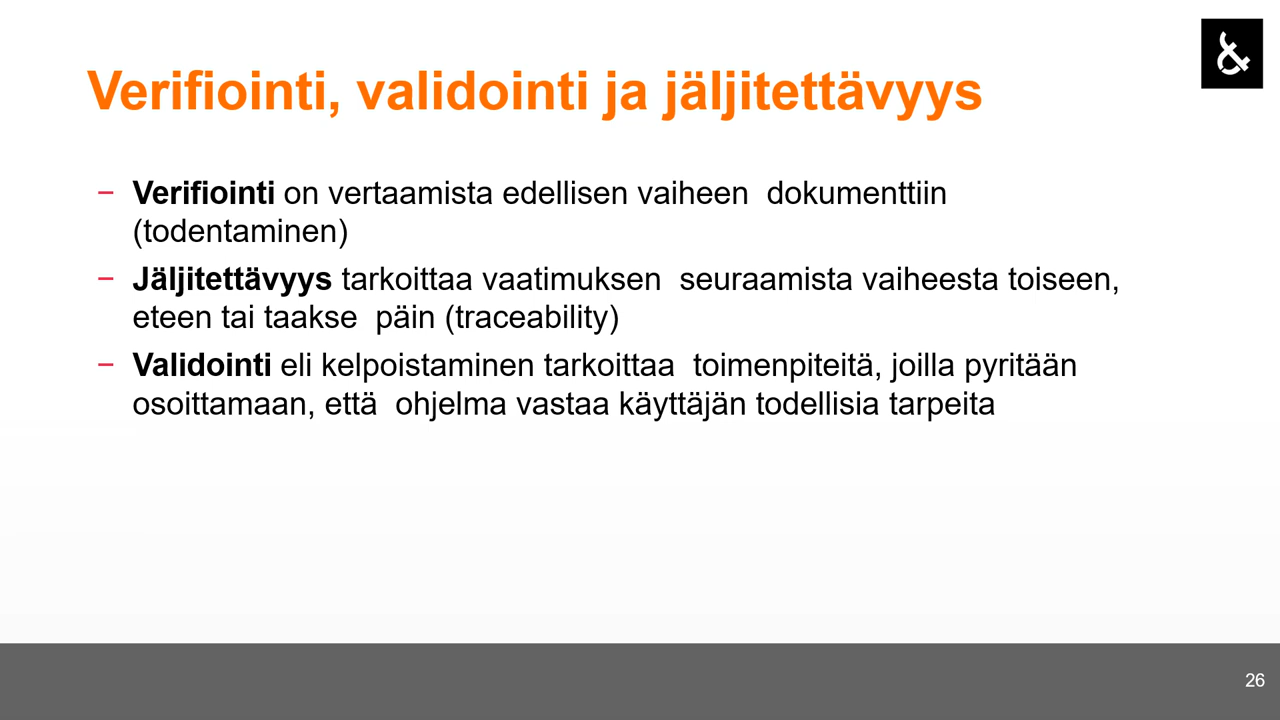 Verifiointi, validointi ja jäljitettävyys
&
– Verifiointi on vertaamista edellisen vaiheen dokumenttiin
(todentaminen)
– Jäljitettävyys tarkoittaa vaatimuksen seuraamista vaiheesta toiseen,
eteen tai taakse päin (traceability)
– Validointi eli kelpoistaminen tarkoittaa toimenpiteitä, joilla pyritään
osoittamaan, että ohjelma vastaa käyttäjän todellisia tarpeita
26